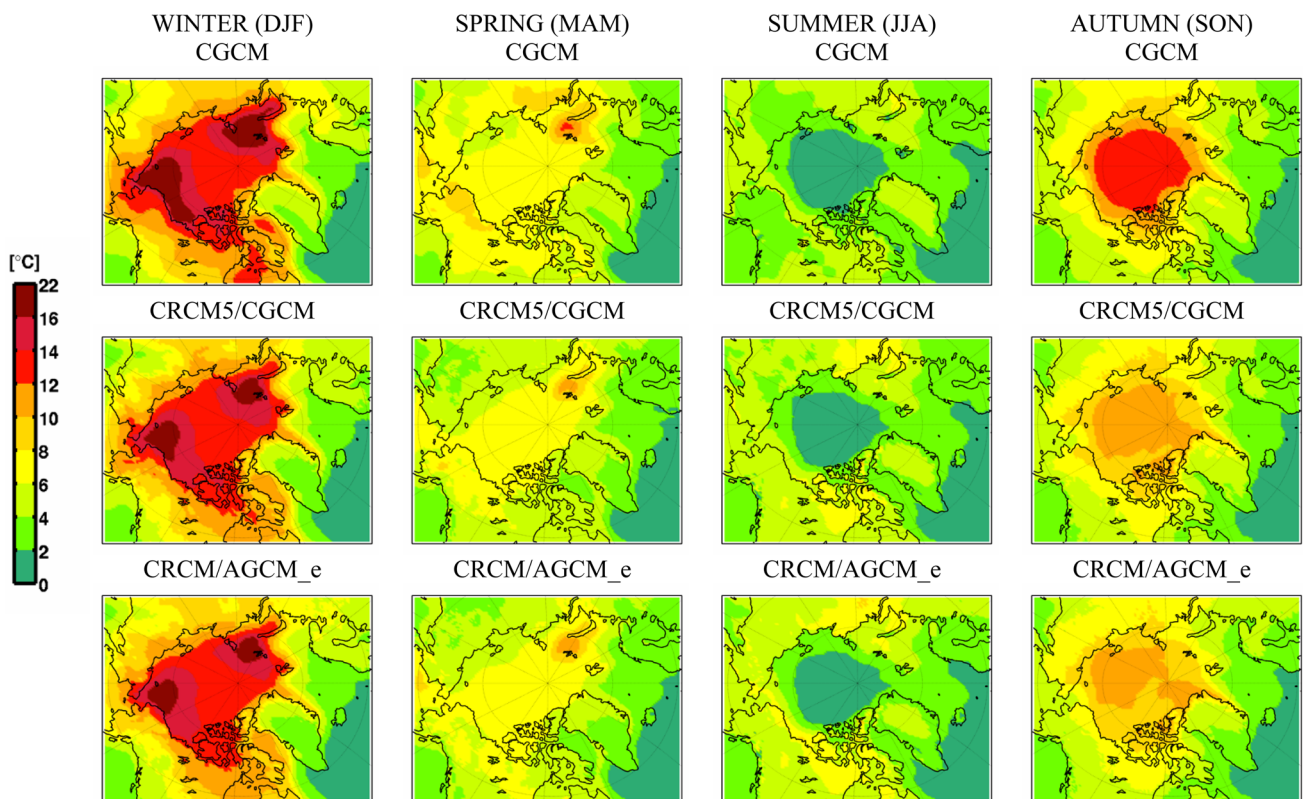 WINTER (DJF)
CGCM
SPRING (MAM)
CGCM
SUMMER (JJA)
CGCM
AUTUMN (SON)
CGCM
[°C]
22
16
14
12
10
8
6
4
2
0
CRCM5/CGCM
CRCM5/CGCM
CRCM5/CGCM
CRCM5/CGCM
CRCM/AGCM_e
CRCM/AGCM_e
CRCM/AGCM_e
CRCM/AGCM_e